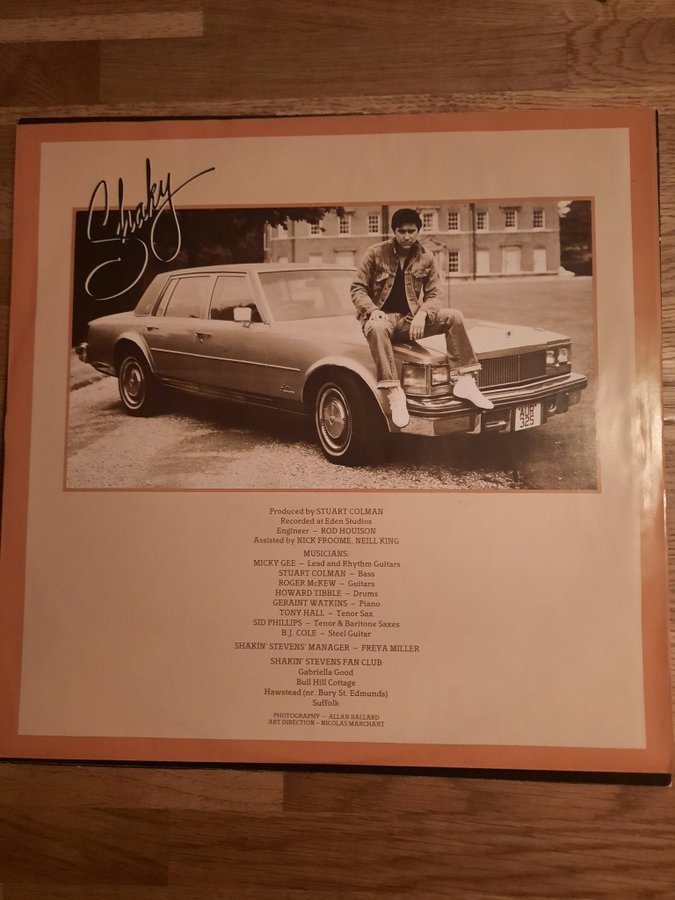 Shaky
AUR
325
Produced by STUART COLMAN
Recorded at Eden Studios
Engineer – ROD HOUISON
Assisted by NICK FROOME, NEILL KING
MUSICIANS:
MICKY GEE – Lead and Rhythm Guitars
STUART COLMAN – Bass
ROGER McKEW – Guitars
HOWARD TIBBLE – Drums
GERAINT WATKINS – Piano
TONY HALL – Tenor Sax
SID PHILLIPS – Tenor & Baritone Saxes
B.J. COLE – Steel Guitar
SHAKIN' STEVENS' MANAGER – FREYA MILLER
SHAKIN' STEVENS FAN CLUB
Gabriella Good
Bull Hill Cottage
Hawstead (nr. Bury St. Edmunds)
Suffolk
PHOTOGRAPHY – ALLAN BALLARD
ART DIRECTION – NICOLAS MARCHANT